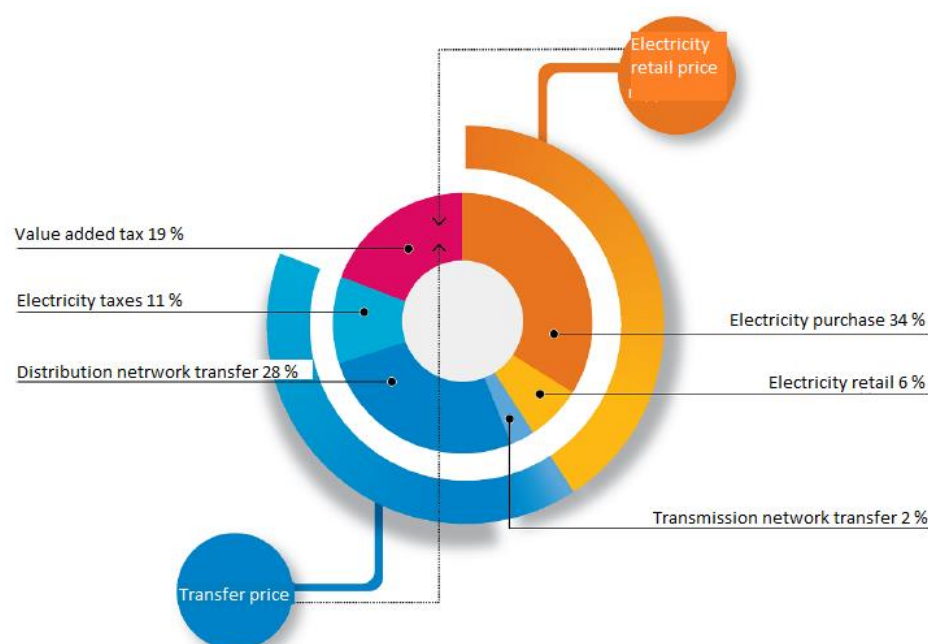 Electricity
retail price
Value added tax 19 %
Electricity taxes 11 %
Distribution netrwork transfer 28 %
Electricity purchase 34 %
Electricity retail 6 %
Transmission network transfer 2 %
Transfer price